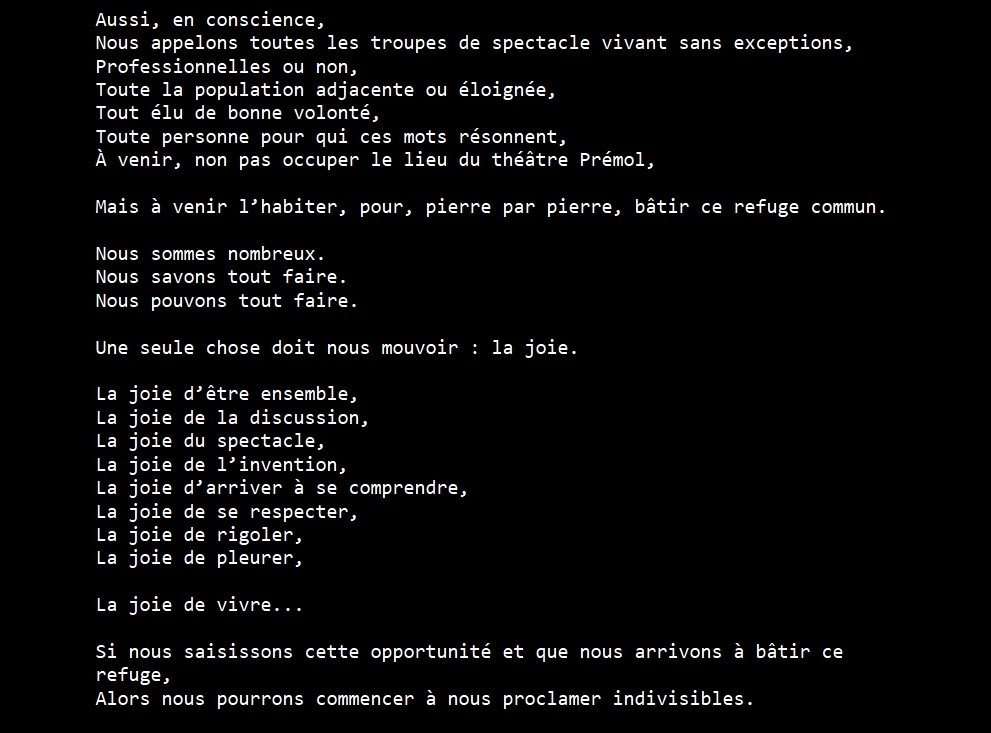 Aussi, en conscience,
Nous appelons toutes les troupes de spectacle vivant sans exceptions,
Professionnelles ou non,
Toute la population adjacente ou éloignée,
Tout élu de bonne volonté,
Toute personne pour qui ces mots résonnent,
À venir, non pas occuper le lieu du théâtre Prémol,
Mais à venir l’habiter, pour, pierre par pierre, bâtir ce refuge commun.
Nous sommes nombreux.
Nous savons tout faire.
Nous pouvons tout faire.
Une seule chose doit nous mouvoir : la joie.
La joie d’être ensemble,
La joie de la discussion,
La joie du spectacle,
La joie de l’invention,
La joie d’arriver à se comprendre,
La joie de se respecter,
La joie de rigoler,
La joie de pleurer,
La joie de vivre...
Si nous saisissons cette opportunité et que nous arrivons à bâtir ce
refuge,
Alors nous pourrons commencer à nous proclamer indivisibles.